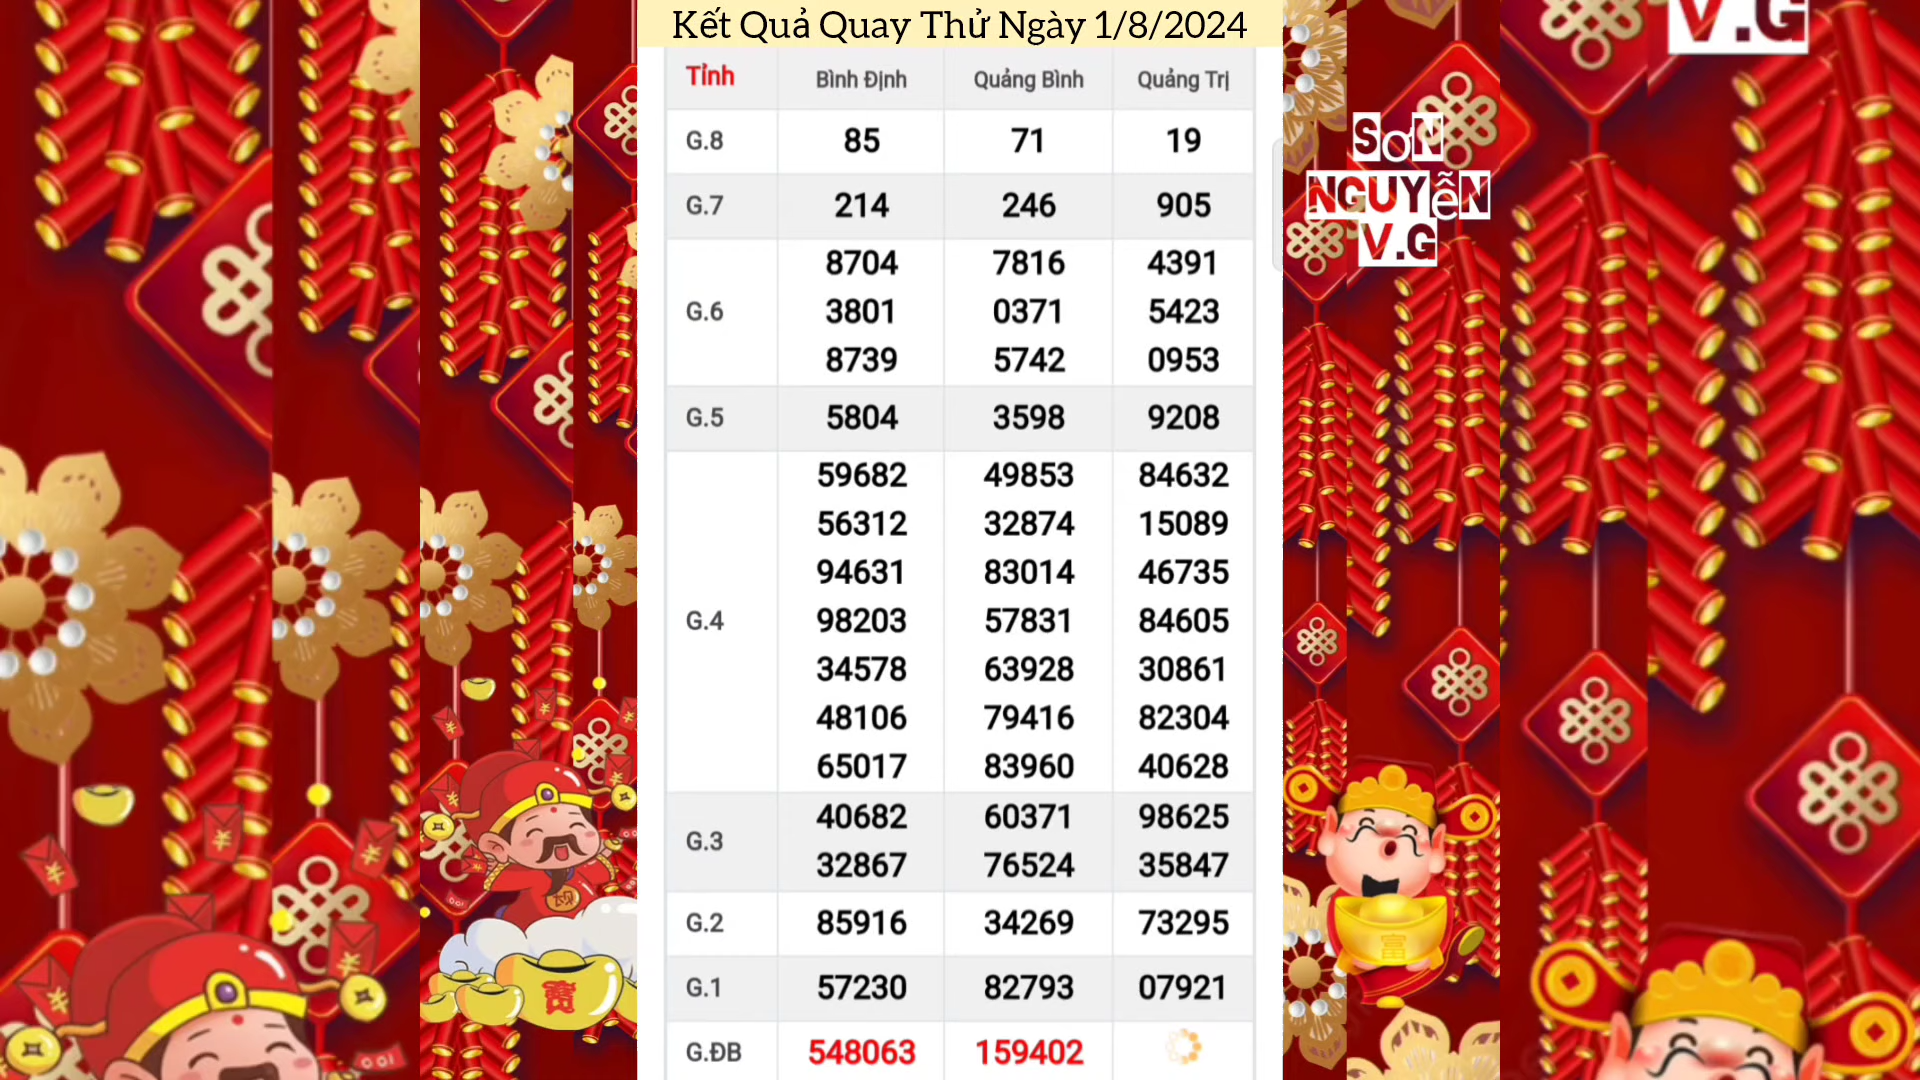 Kết Quả Quay Thử Ngày 1/8/2024
Tỉnh Bình Định Quảng Bình Quảng Trị
G.8 85 71 19
G.7 214 246 905
G.6 8704 7816 4391
3801 0371 5423
8739 5742 0953
G.5 5804 3598 9208
G.4 59682 49853 84632
56312 32874 15089
94631 83014 46735
98203 57831 84605
34578 63928 30861
48106 79416 82304
65017 83960 40628
G.3 40682 60371 98625
32867 76524 35847
G.2 85916 34269 73295
G.1 57230 82793 07921
G.ĐB 548063 159402
SơN
NGUYễN
V.G
V.G